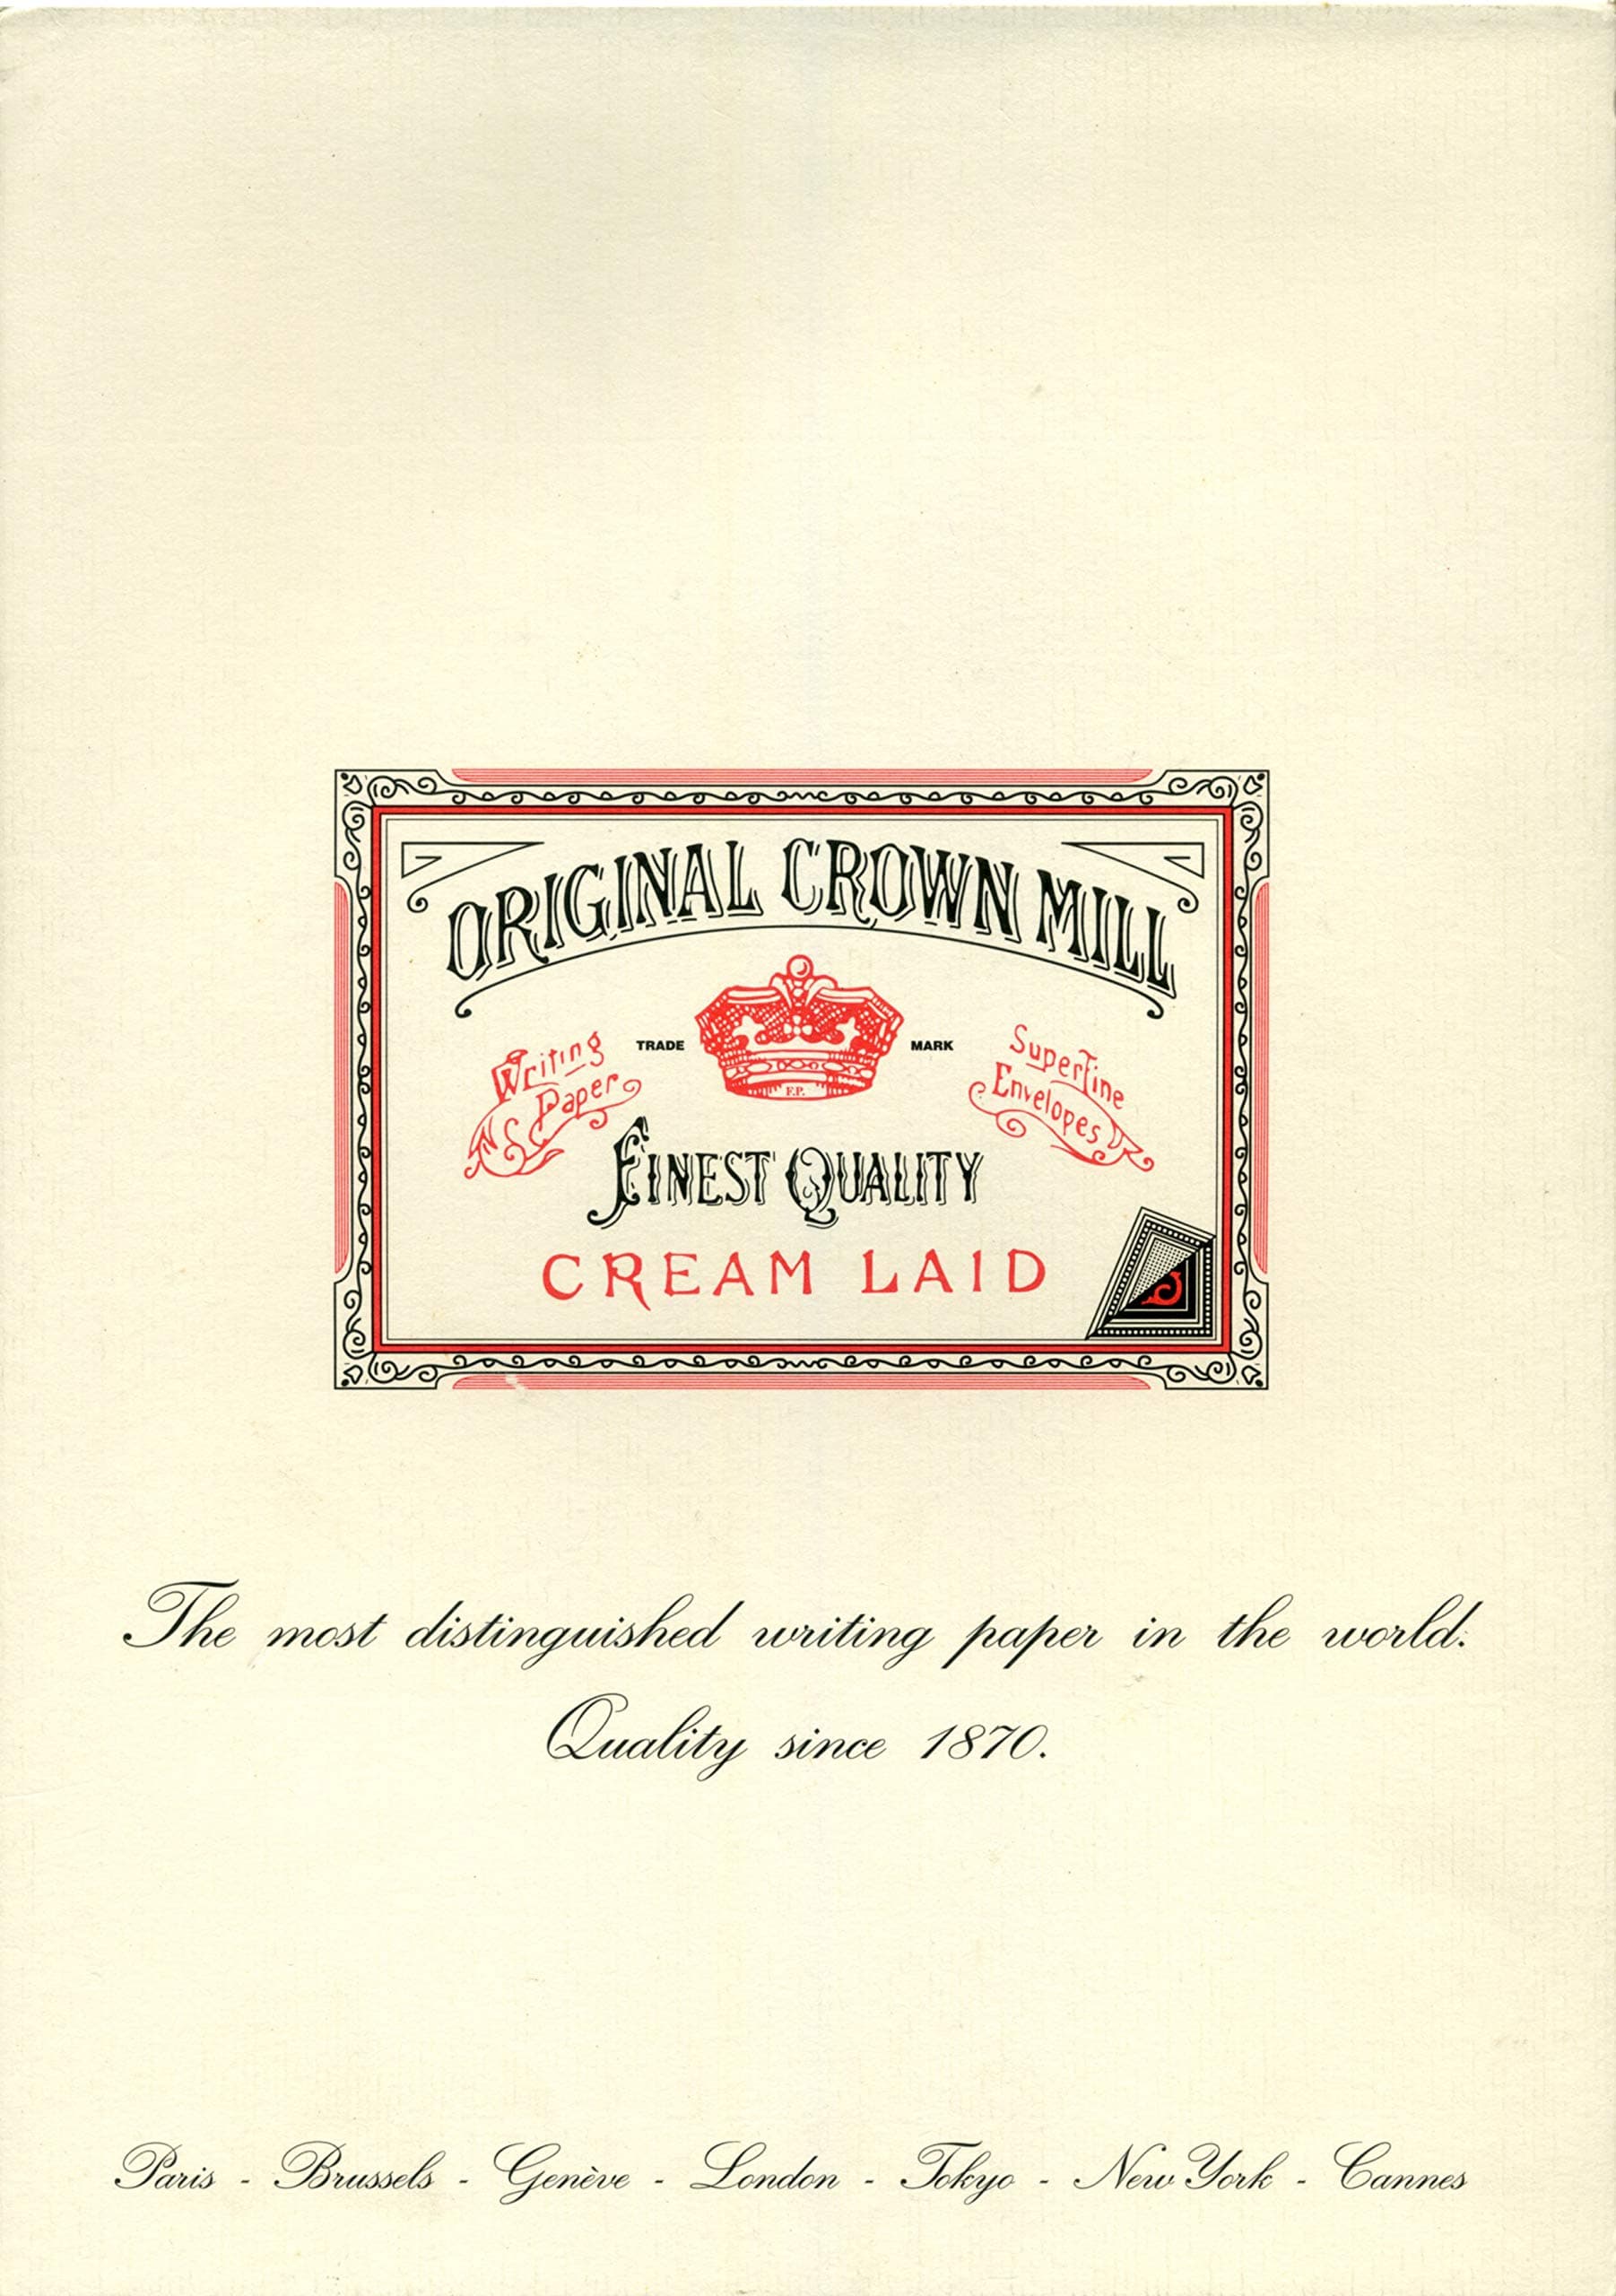 ORIGINAL CROWN MILL
TRADE MARK
Writing Paper
Superfine Envelopes
F.P.
FINEST QUALITY
CREAM LAID
The most distinguished writing paper in the world.
Quality since 1870.
Paris - Brussels - Genève - London - Tokyo - New York - Cannes